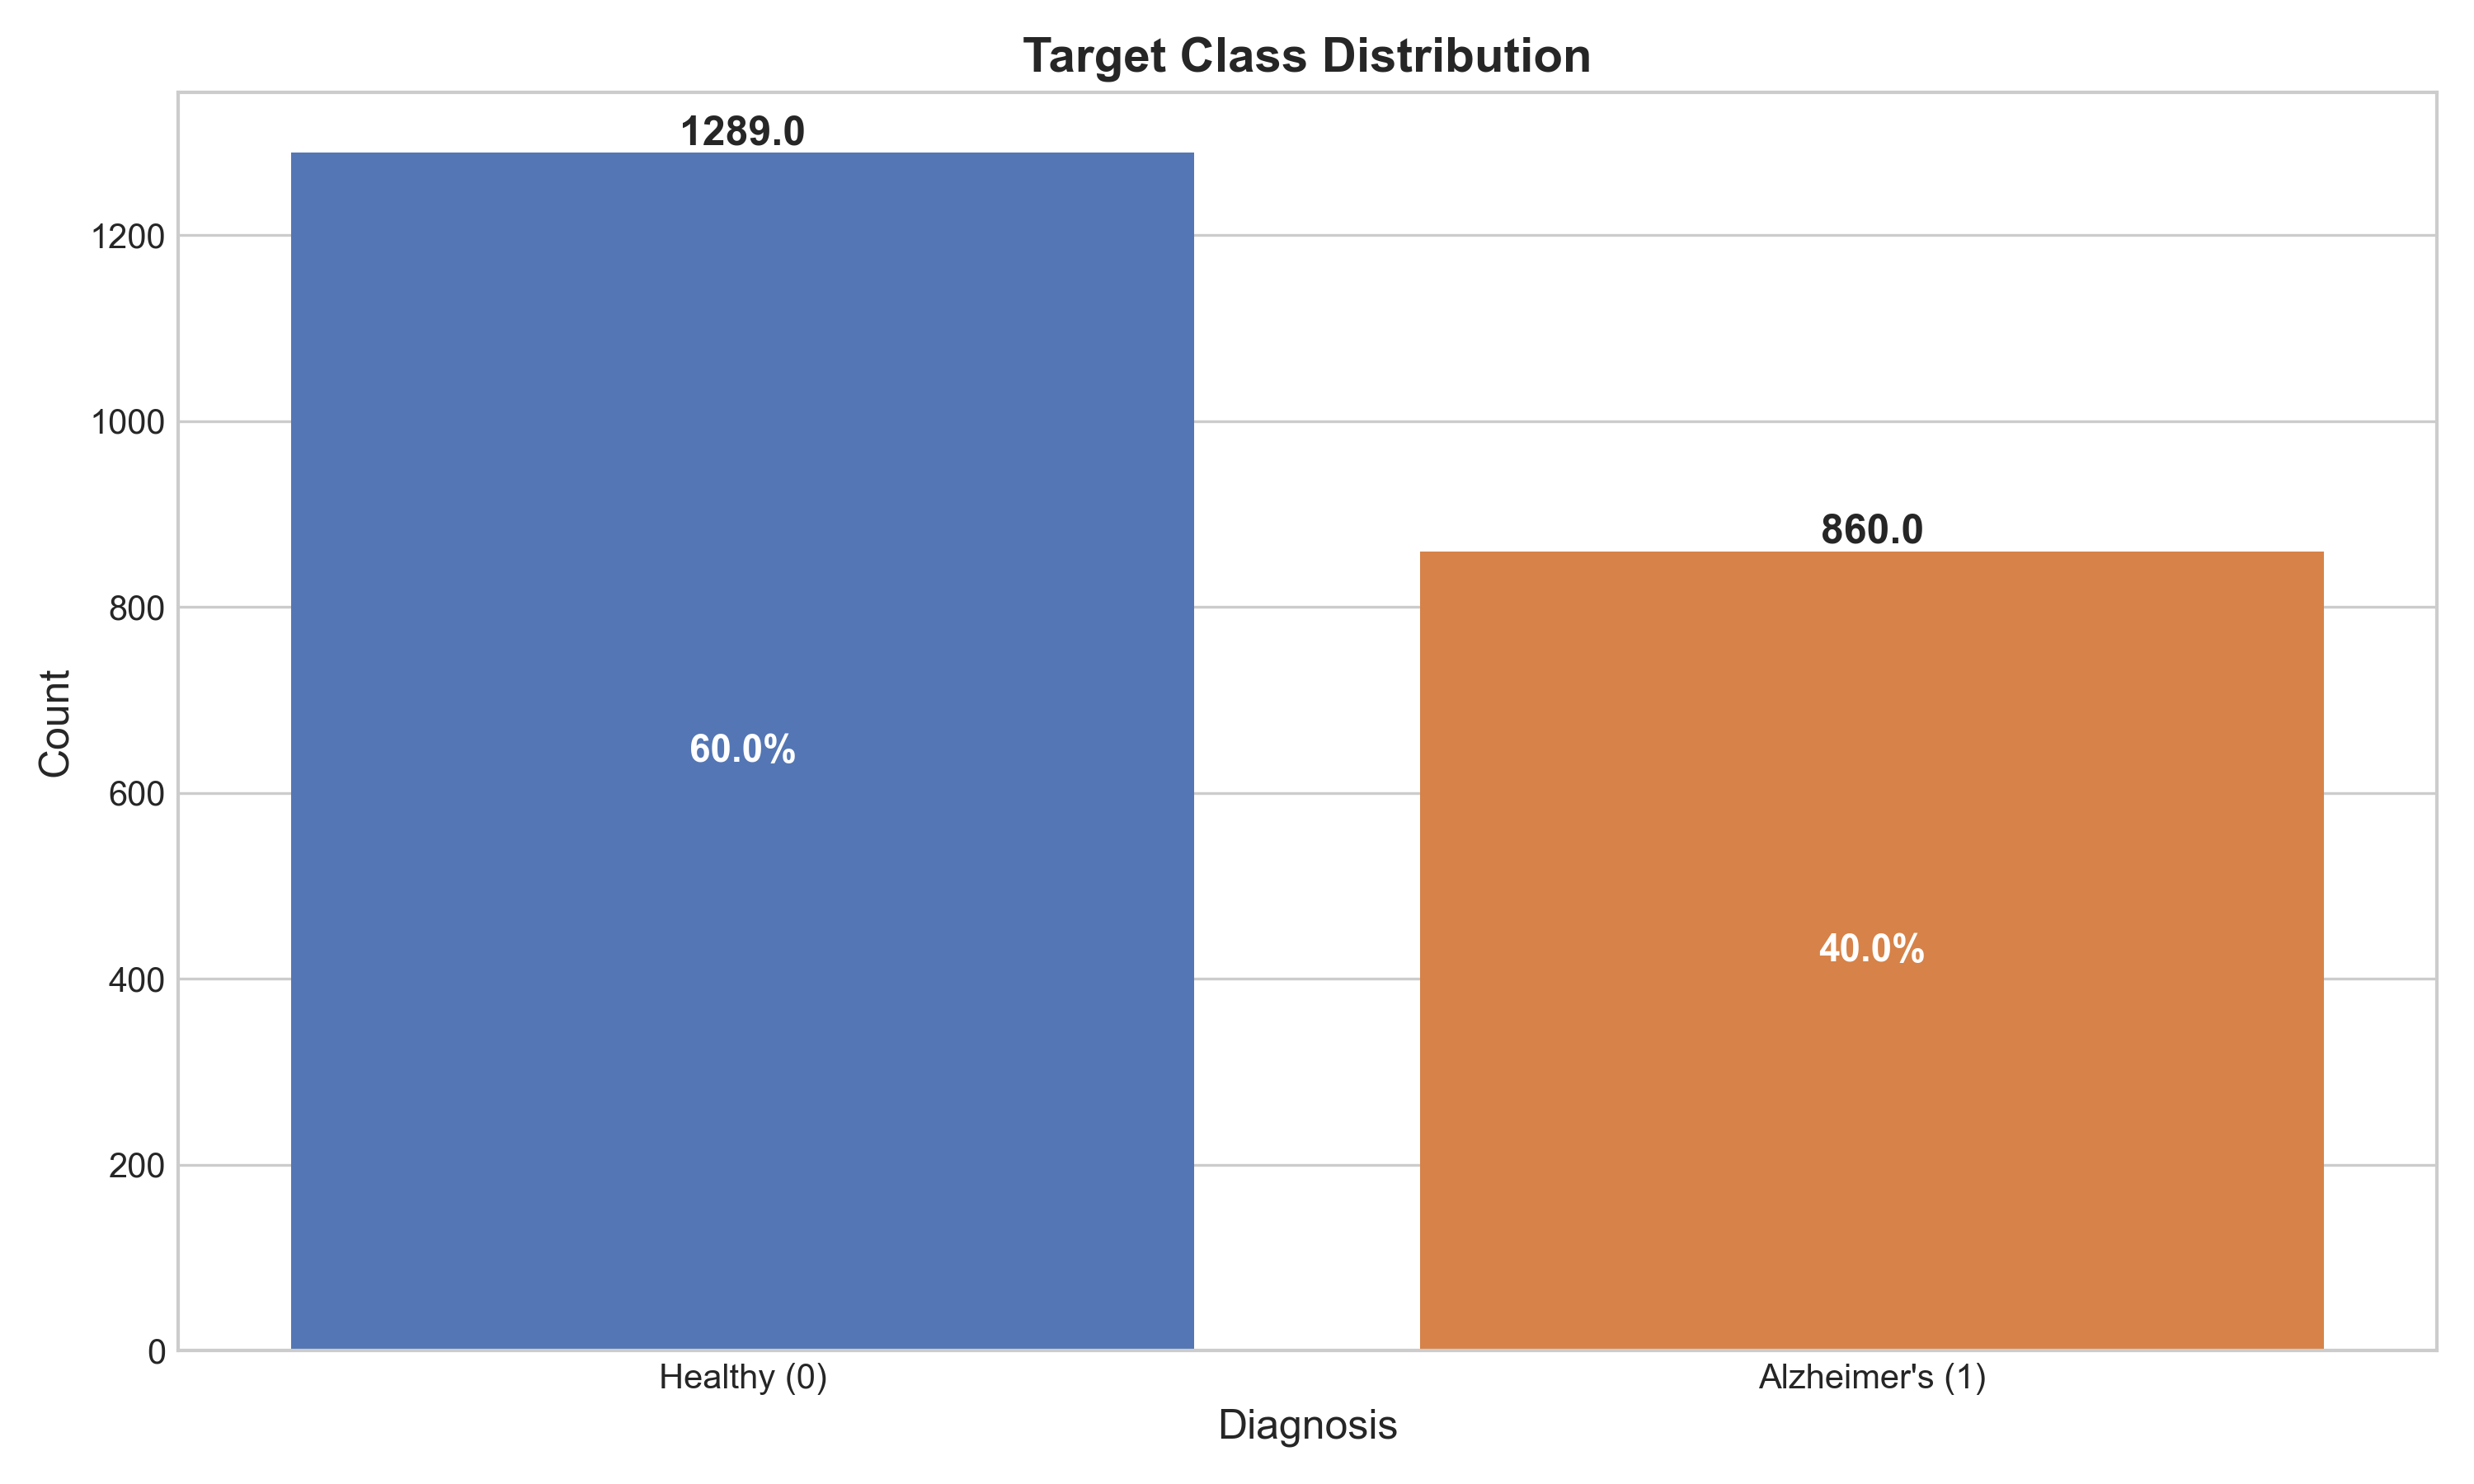 Target Class Distribution
1289.0
1200
1000
860.0
800
Count
60.0%
600
40.0%
400
200
0
Healthy (0)
Alzheimer's (1)
Diagnosis